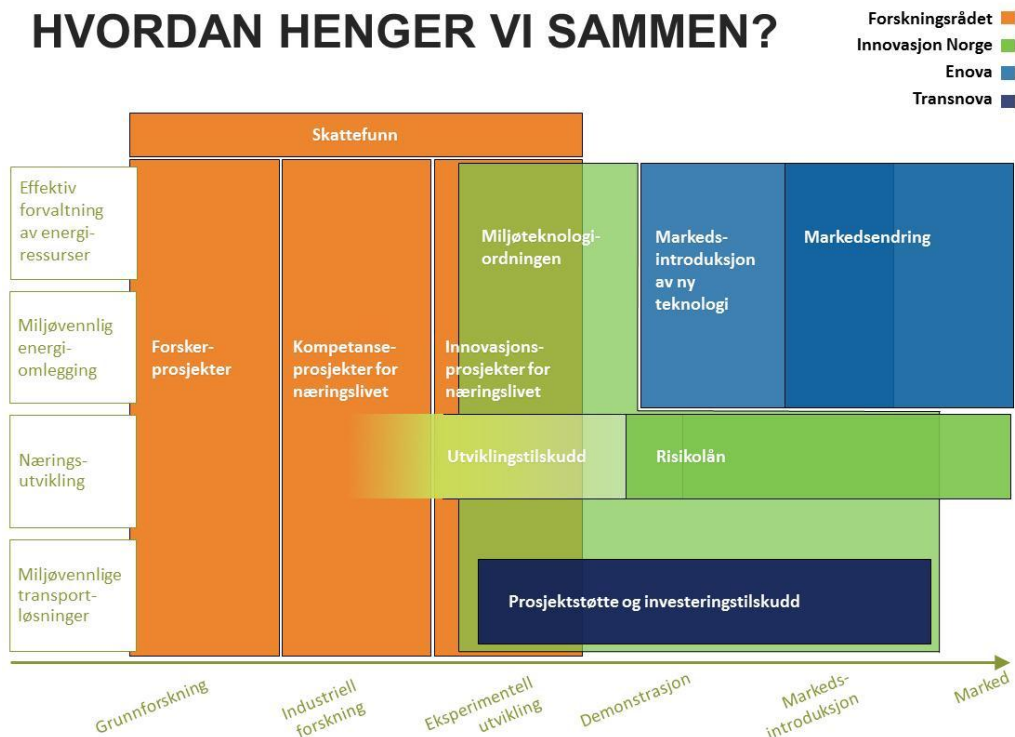 HVORDAN HENGER VI SAMMEN?
Forskningsrådet
Innovasjon Norge
Enova
Transnova
Skattefunn
Effektiv
forvaltning
av energi-
ressurser
Miljøteknologi-
ordningen
Markeds-
introduksjon
av ny
teknologi
Markedsendring
Miljøvennlig
energi-
omlegging
Forsker-
prosjekter
Kompetanse-
prosjekter for
næringslivet
Innovasjons-
prosjekter for
næringslivet
Nærings-
utvikling
Utviklingstilskudd
Risikolån
Miljøvennlige
transport-
løsninger
Prosjektstøtte og investeringstilskudd
Grunnforskning
Industriell
forskning
Eksperimentell
utvikling
Demonstrasjon
Markeds-
introduksjon
Marked